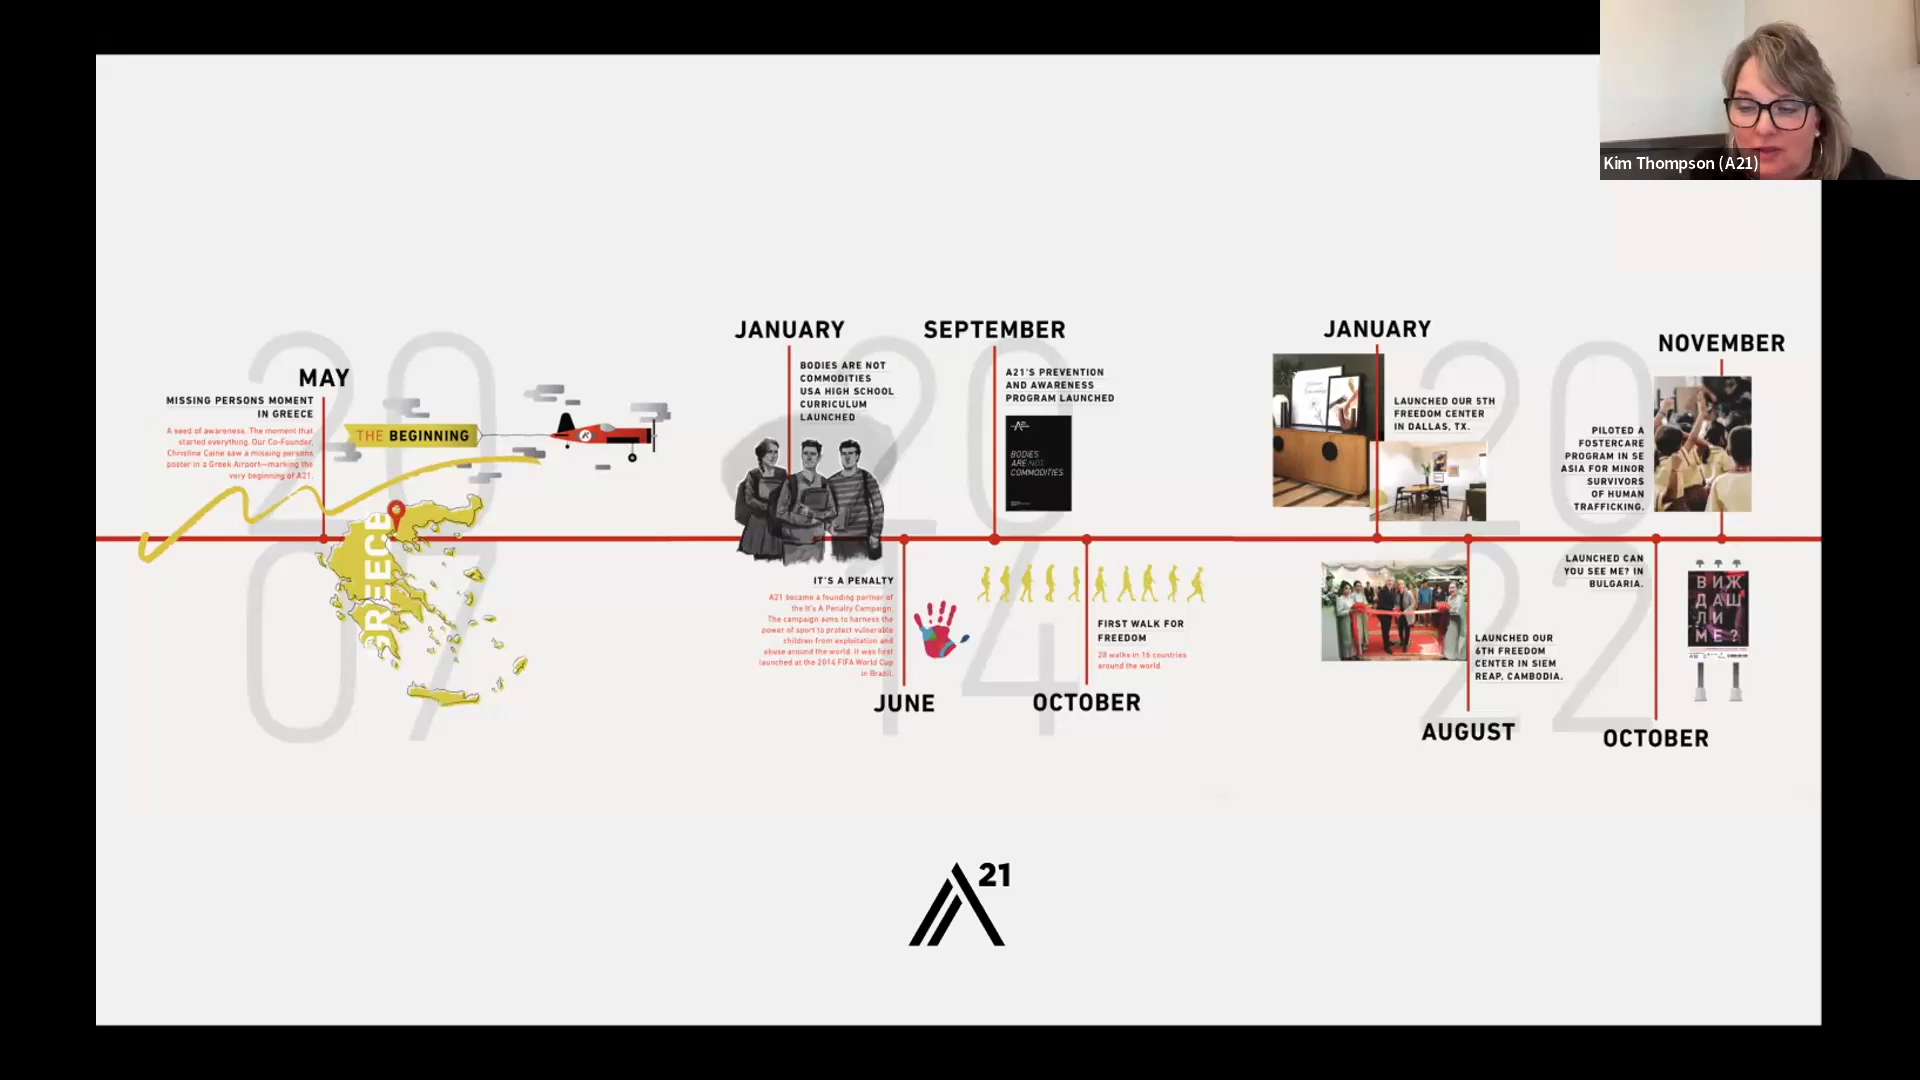 Kim Thompson (A21)
2007
MAY
MISSING PERSONS MOMENT
IN GREECE
A seed of awareness. The moment that
started everything. Our Co-Founder,
Christine Caine saw a missing persons
poster in a Greek Airport—marking the
very beginning of A21.
THE BEGINNING
GREECE
2014
JANUARY
BODIES ARE NOT
COMMODITIES
USA HIGH SCHOOL
CURRICULUM
LAUNCHED
SEPTEMBER
A21'S PREVENTION
AND AWARENESS
PROGRAM LAUNCHED
BODIES
ARE NOT
COMMODITIES
IT'S A PENALTY
A21 became a founding partner of
the It's A Penalty Campaign.
The campaign aims to harness the
power of sport to protect vulnerable
children from exploitation and
abuse around the world. It was first
launched at the 2014 FIFA World Cup
in Brazil.
JUNE
FIRST WALK FOR
FREEDOM
28 walks in 16 countries
around the world.
OCTOBER
2022
JANUARY
LAUNCHED OUR 5TH
FREEDOM CENTER
IN DALLAS, TX.
NOVEMBER
PILOTED A
FOSTERCARE
PROGRAM IN SE
ASIA FOR MINOR
SURVIVORS
OF HUMAN
TRAFFICKING.
LAUNCHED OUR
6TH FREEDOM
CENTER IN SIEM
REAP, CAMBODIA.
AUGUST
LAUNCHED CAN
YOU SEE ME? IN
BULGARIA.
ВИЖ
ДАШ
ЛИ
МЕ?
OCTOBER
A21